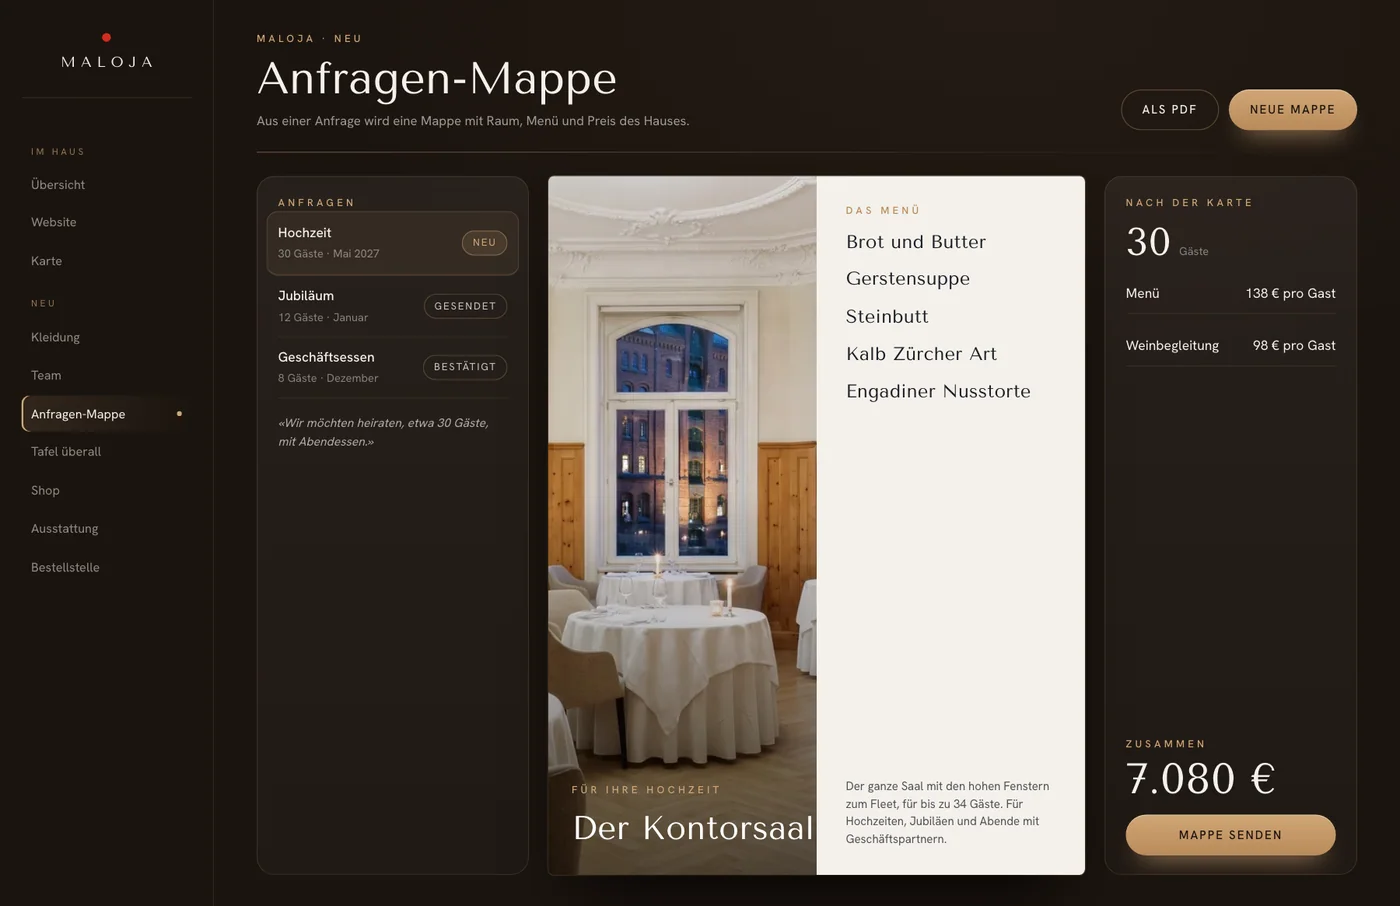 MALOJA
IM HAUS
Übersicht
Website
Karte
NEU
Kleidung
Team
Anfragen-Mappe
Tafel überall
Shop
Ausstattung
Bestellstelle
MALOJA · NEU
Anfragen-Mappe
Aus einer Anfrage wird eine Mappe mit Raum, Menü und Preis des Hauses.
ALS PDF
NEUE MAPPE
ANFRAGEN
Hochzeit
30 Gäste · Mai 2027
NEU
Jubiläum
12 Gäste · Januar
GESENDET
Geschäftsessen
8 Gäste · Dezember
BESTÄTIGT
«Wir möchten heiraten, etwa 30 Gäste,
mit Abendessen.»
FÜR IHRE HOCHZEIT
Der Kontorsaal
DAS MENÜ
Brot und Butter
Gerstensuppe
Steinbutt
Kalb Zürcher Art
Engadiner Nusstorte
Der ganze Saal mit den hohen Fenstern
zum Fleet, für bis zu 34 Gäste. Für
Hochzeiten, Jubiläen und Abende mit
Geschäftspartnern.
NACH DER KARTE
30 Gäste
Menü 138 € pro Gast
Weinbegleitung 98 € pro Gast
ZUSAMMEN
7.080 €
MAPPE SENDEN